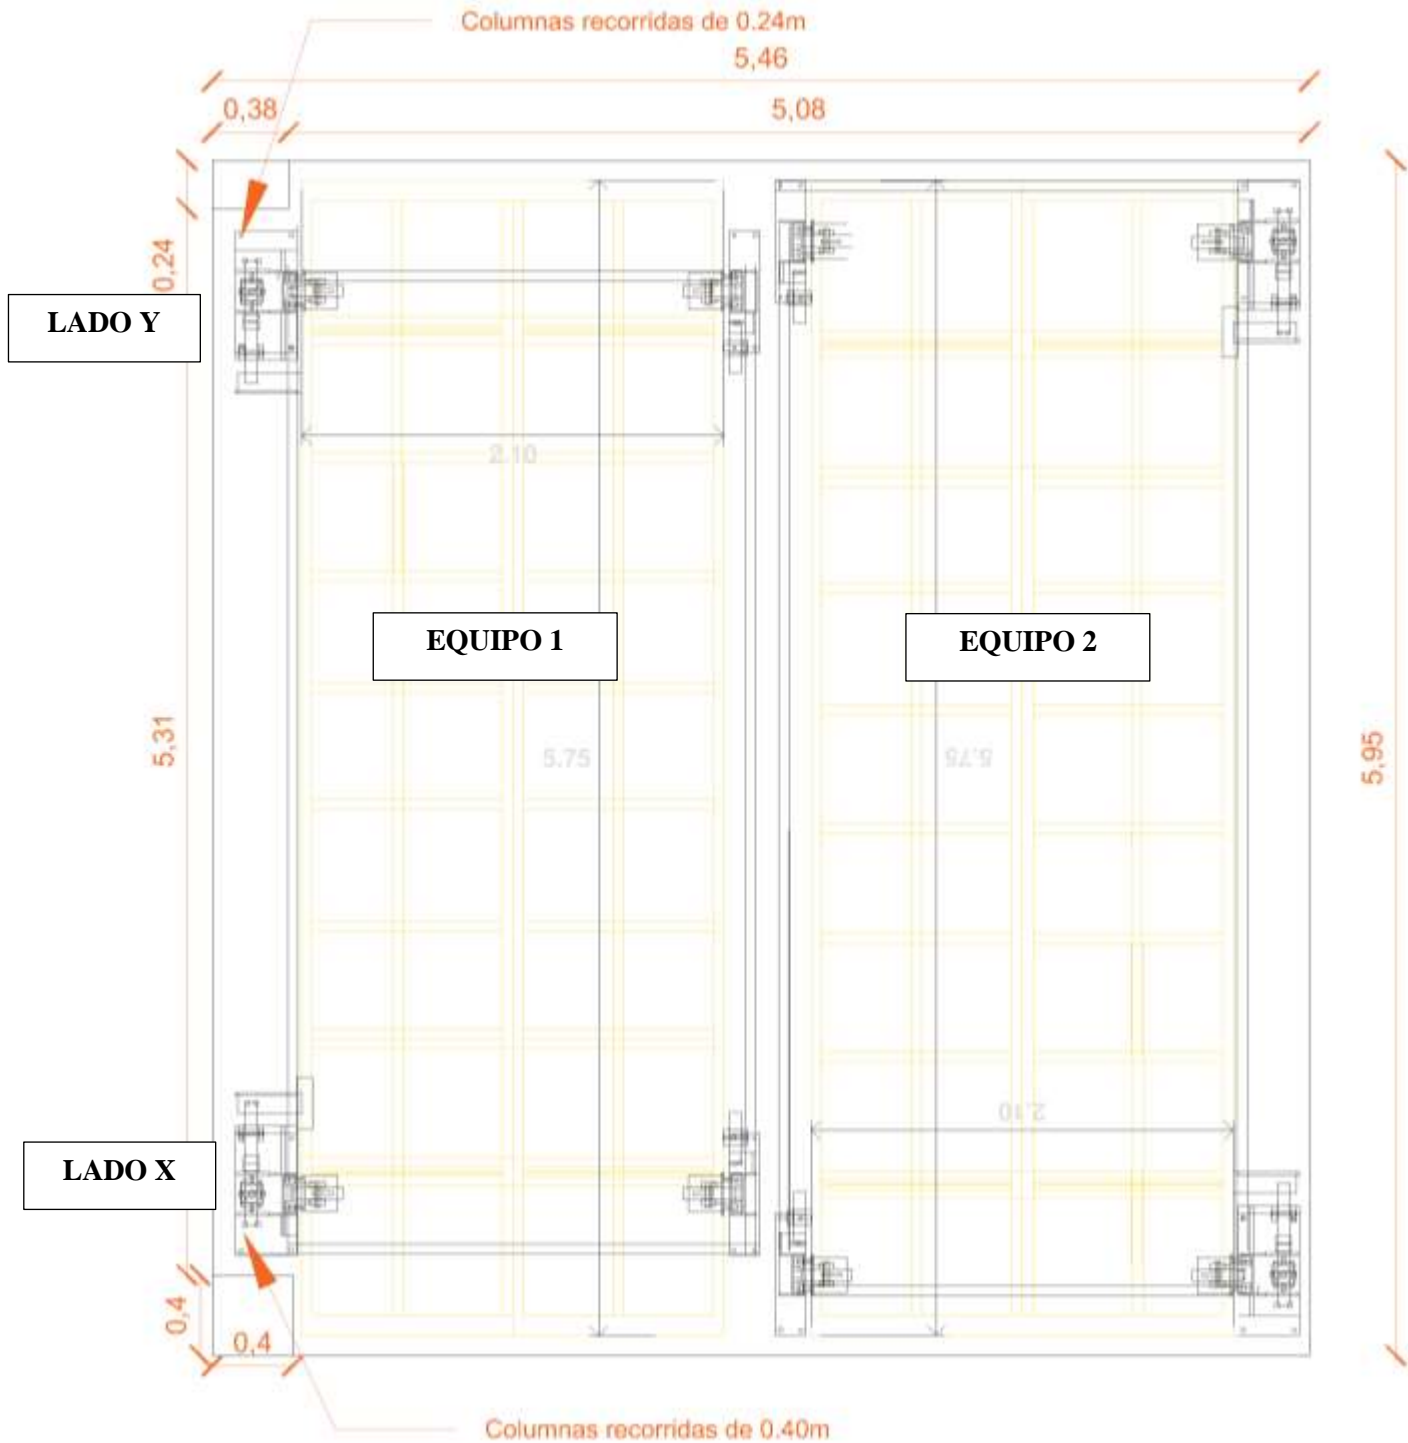 Columnas recorridas de 0.24m
5,46
0,38
5,08
0,24
LADO Y
2.10
EQUIPO 1
EQUIPO 2
5,31
5.75
5.75
5,95
2.10
LADO X
0,4
0,4
Columnas recorridas de 0.40m